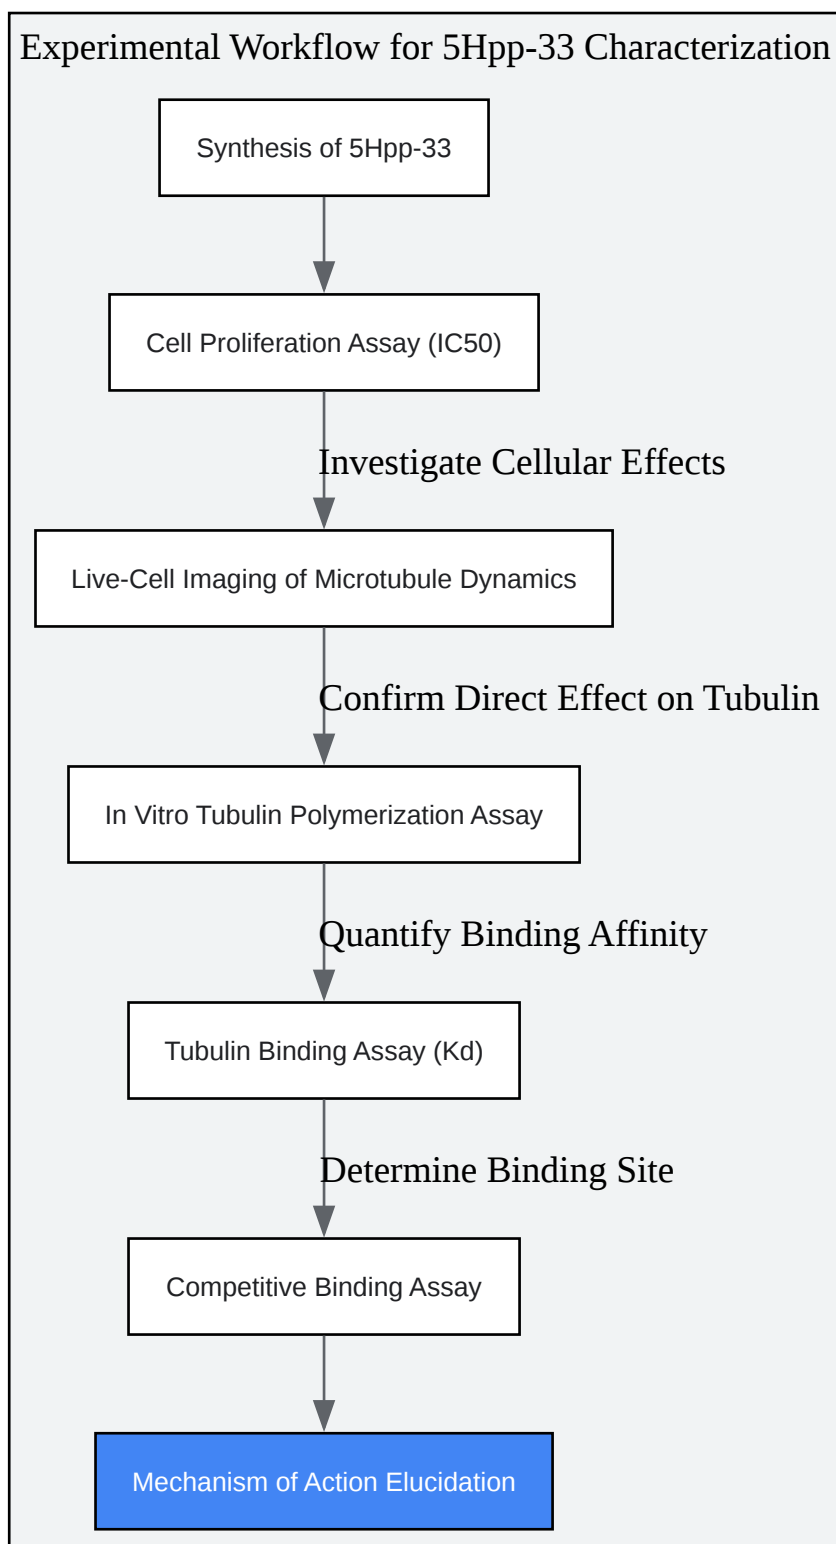 Experimental Workflow for 5Hpp-33 Characterization
Synthesis of 5Hpp-33
Cell Proliferation Assay (IC50)
Investigate Cellular Effects
Live-Cell Imaging of Microtubule Dynamics
Confirm Direct Effect on Tubulin
In Vitro Tubulin Polymerization Assay
Quantify Binding Affinity
Tubulin Binding Assay (Kd)
Determine Binding Site
Competitive Binding Assay
Mechanism of Action Elucidation